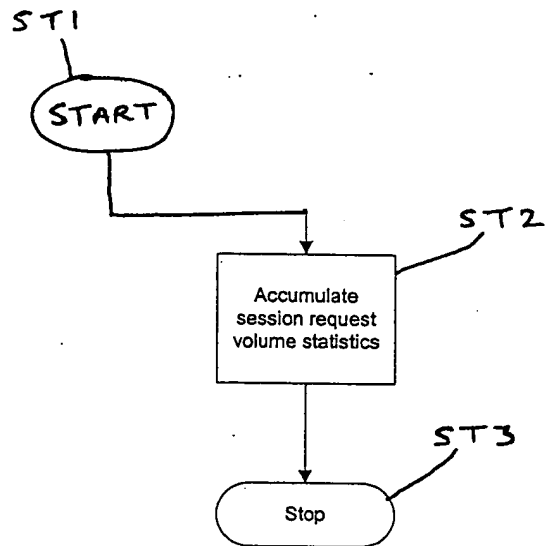 ST1
START
ST2
Accumulate
session request
volume statistics
ST3
Stop